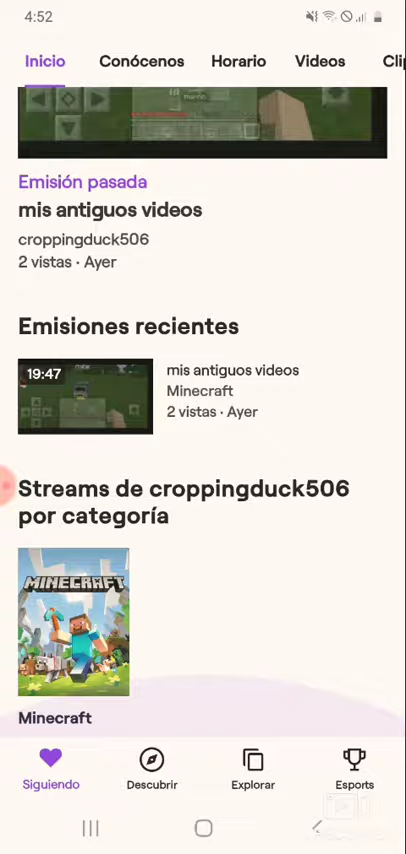 4:52
Inicio Conócenos Horario Videos Clip
Emisión pasada
mis antiguos videos
croppingduck506
2 vistas · Ayer
Emisiones recientes
19:47
mis antiguos videos
Minecraft
2 vistas · Ayer
Streams de croppingduck506
por categoría
MINECRAFT
Minecraft
Siguiendo Descubrir Explorar Esports